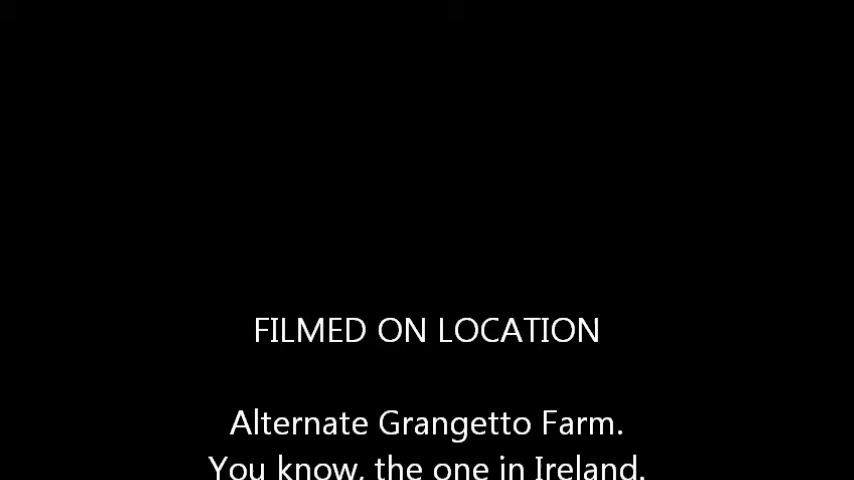 FILMED ON LOCATION
Alternate Grangetto Farm.
You know, the one in Ireland.